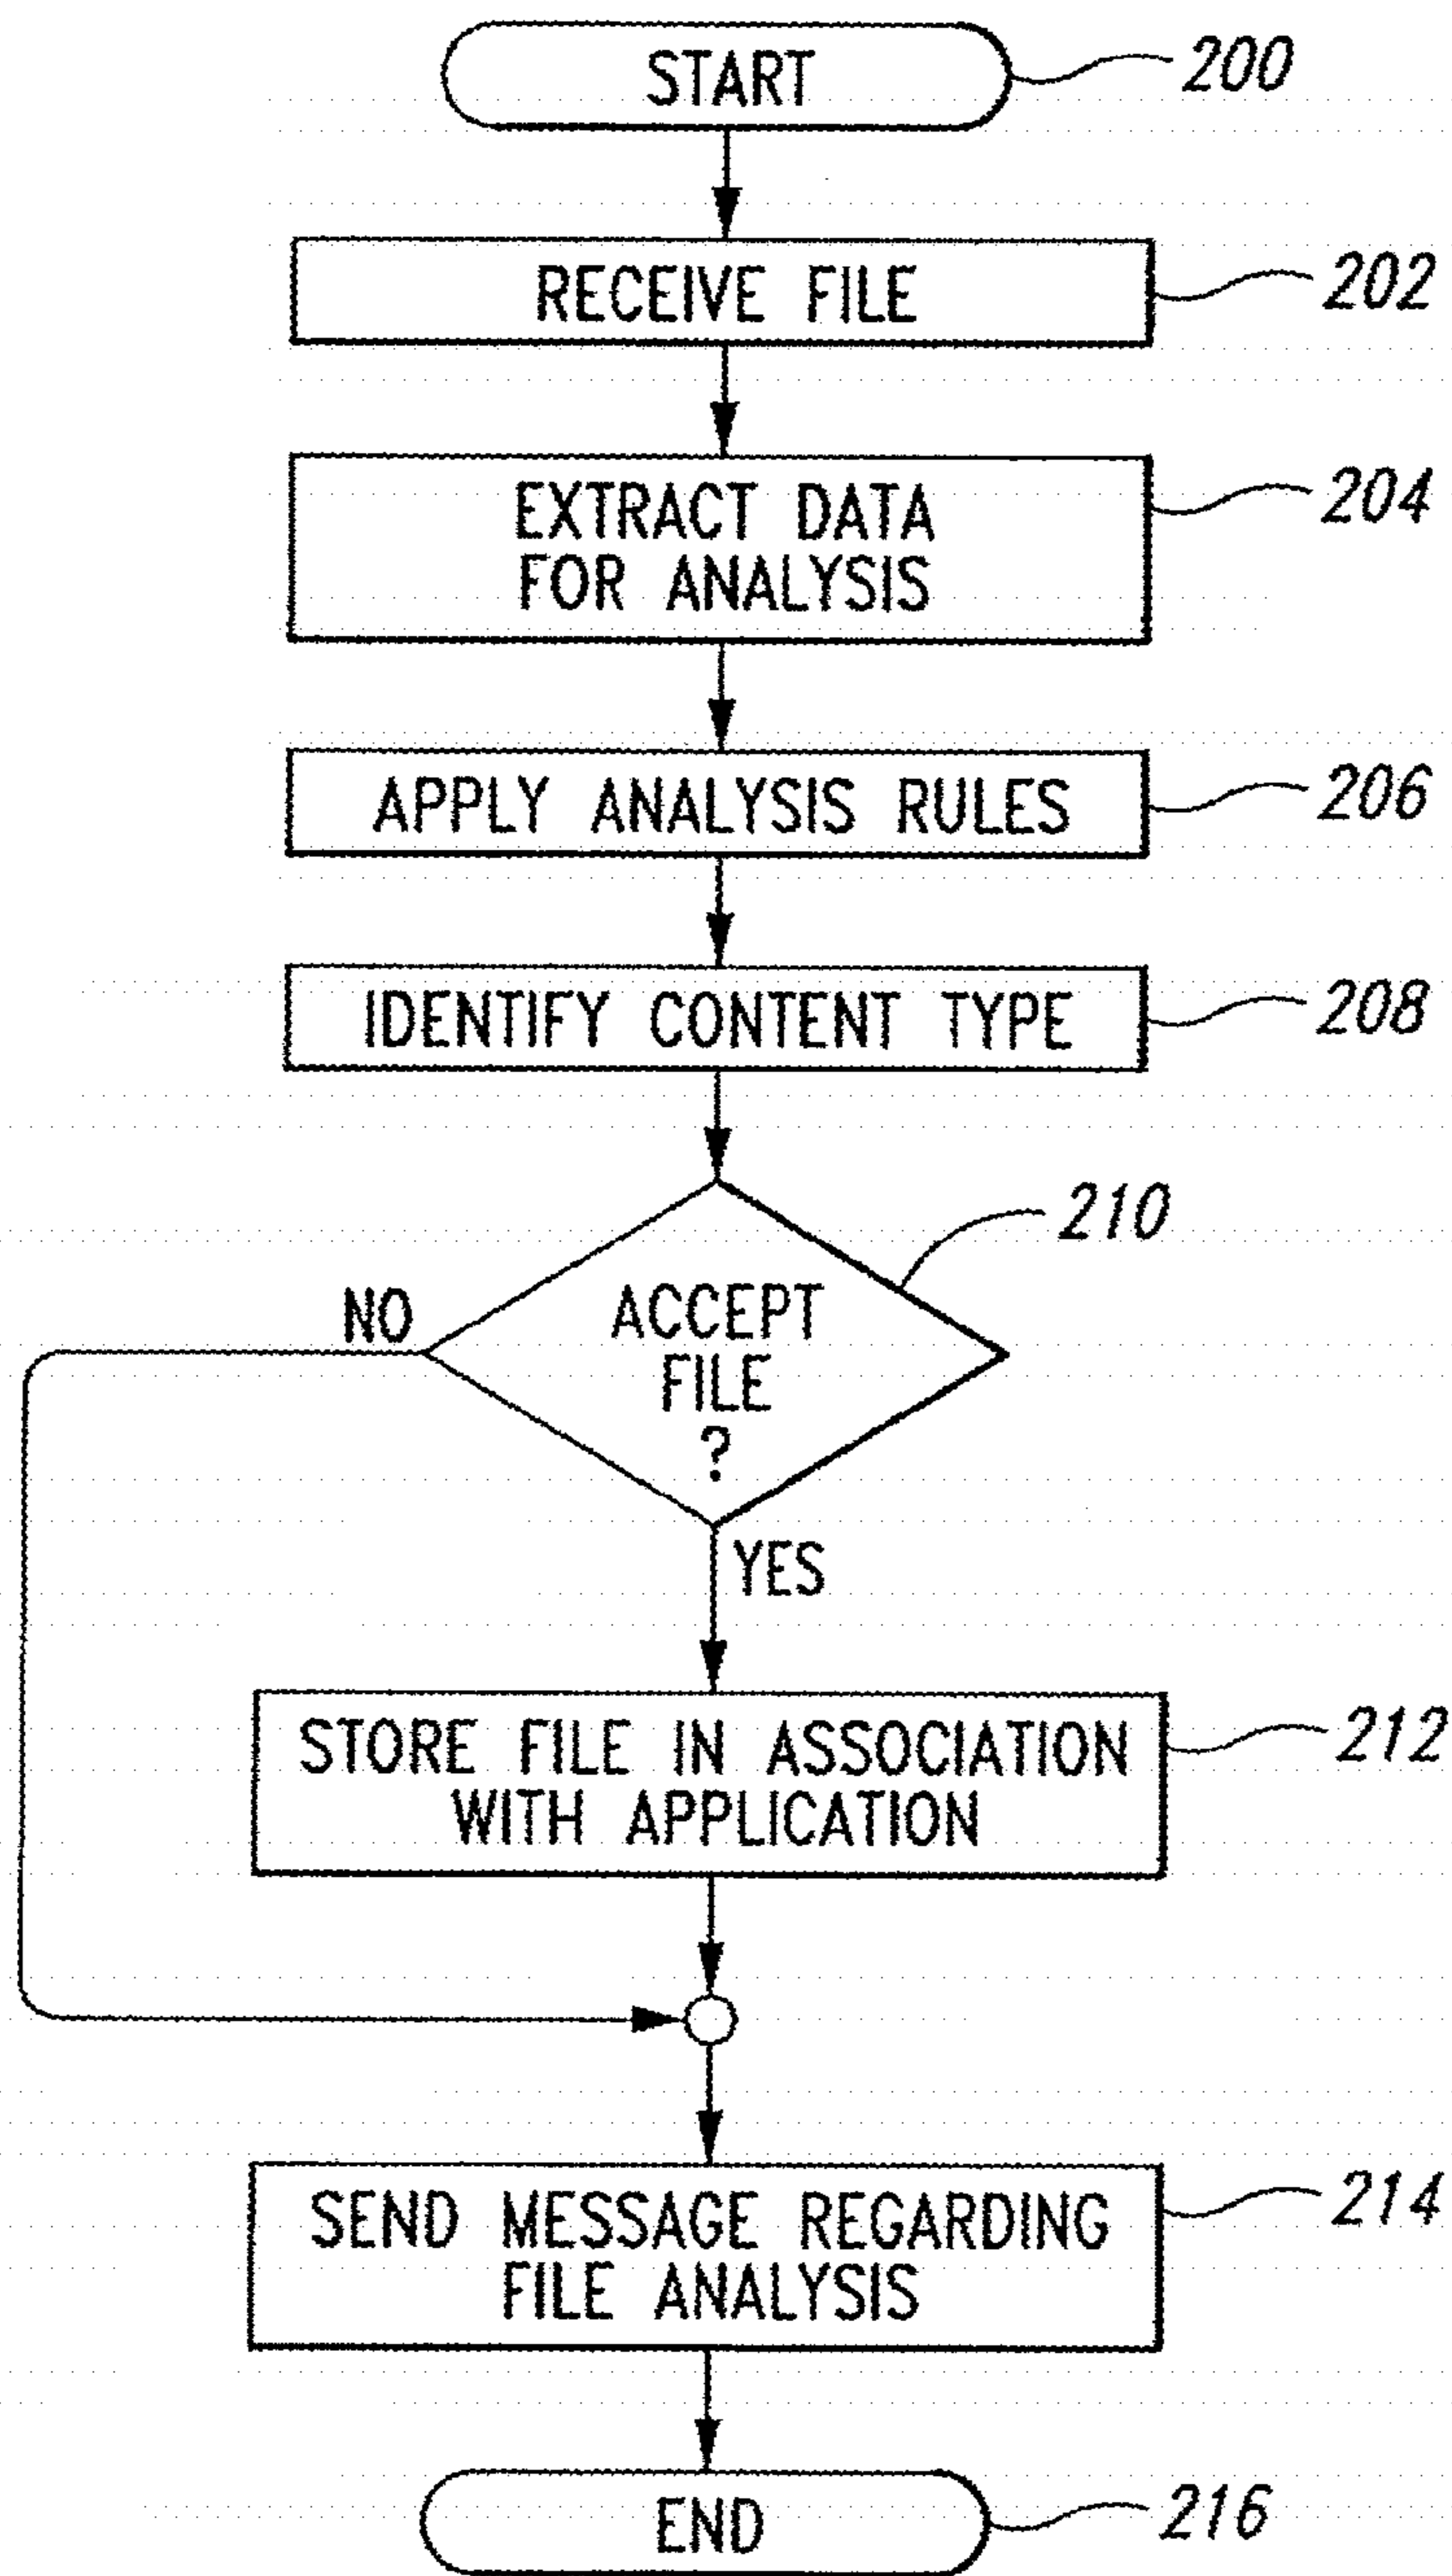 START
200
RECEIVE FILE
202
EXTRACT DATA
FOR ANALYSIS
204
APPLY ANALYSIS RULES
206
IDENTIFY CONTENT TYPE
208
210
NO
ACCEPT
FILE
?
YES
STORE FILE IN ASSOCIATION
WITH APPLICATION
212
SEND MESSAGE REGARDING
FILE ANALYSIS
214
END
216